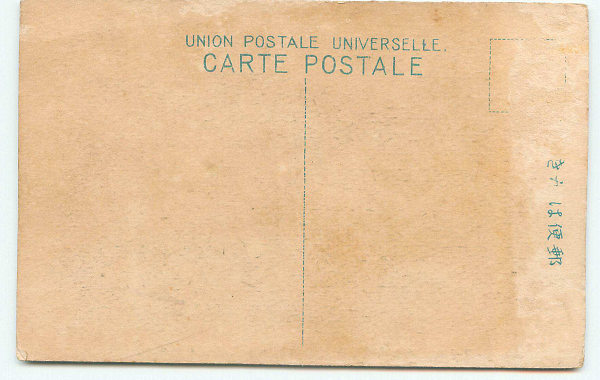 UNION POSTALE UNIVERSELLE.
CARTE POSTALE
郵便はがき